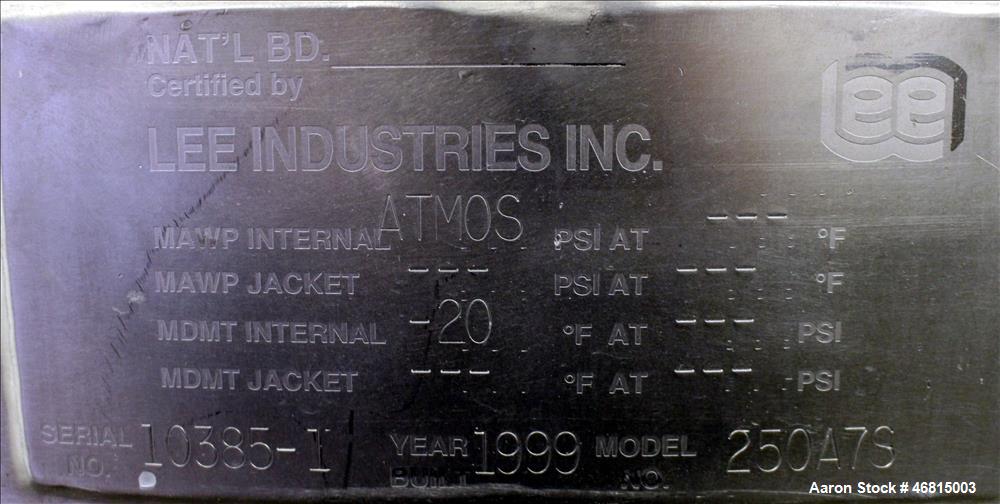 NAT'L BD. ____________
Certified by
lee
LEE INDUSTRIES INC.
MAWP INTERNAL ATMOS PSI AT --- °F
MAWP JACKET --- PSI AT --- °F
MDMT INTERNAL -20 °F AT --- PSI
MDMT JACKET --- °F AT --- PSI
SERIAL NO. 10385-1 YEAR BUILT 1999 MODEL NO. 250A7S
Aaron Stock # 46815003